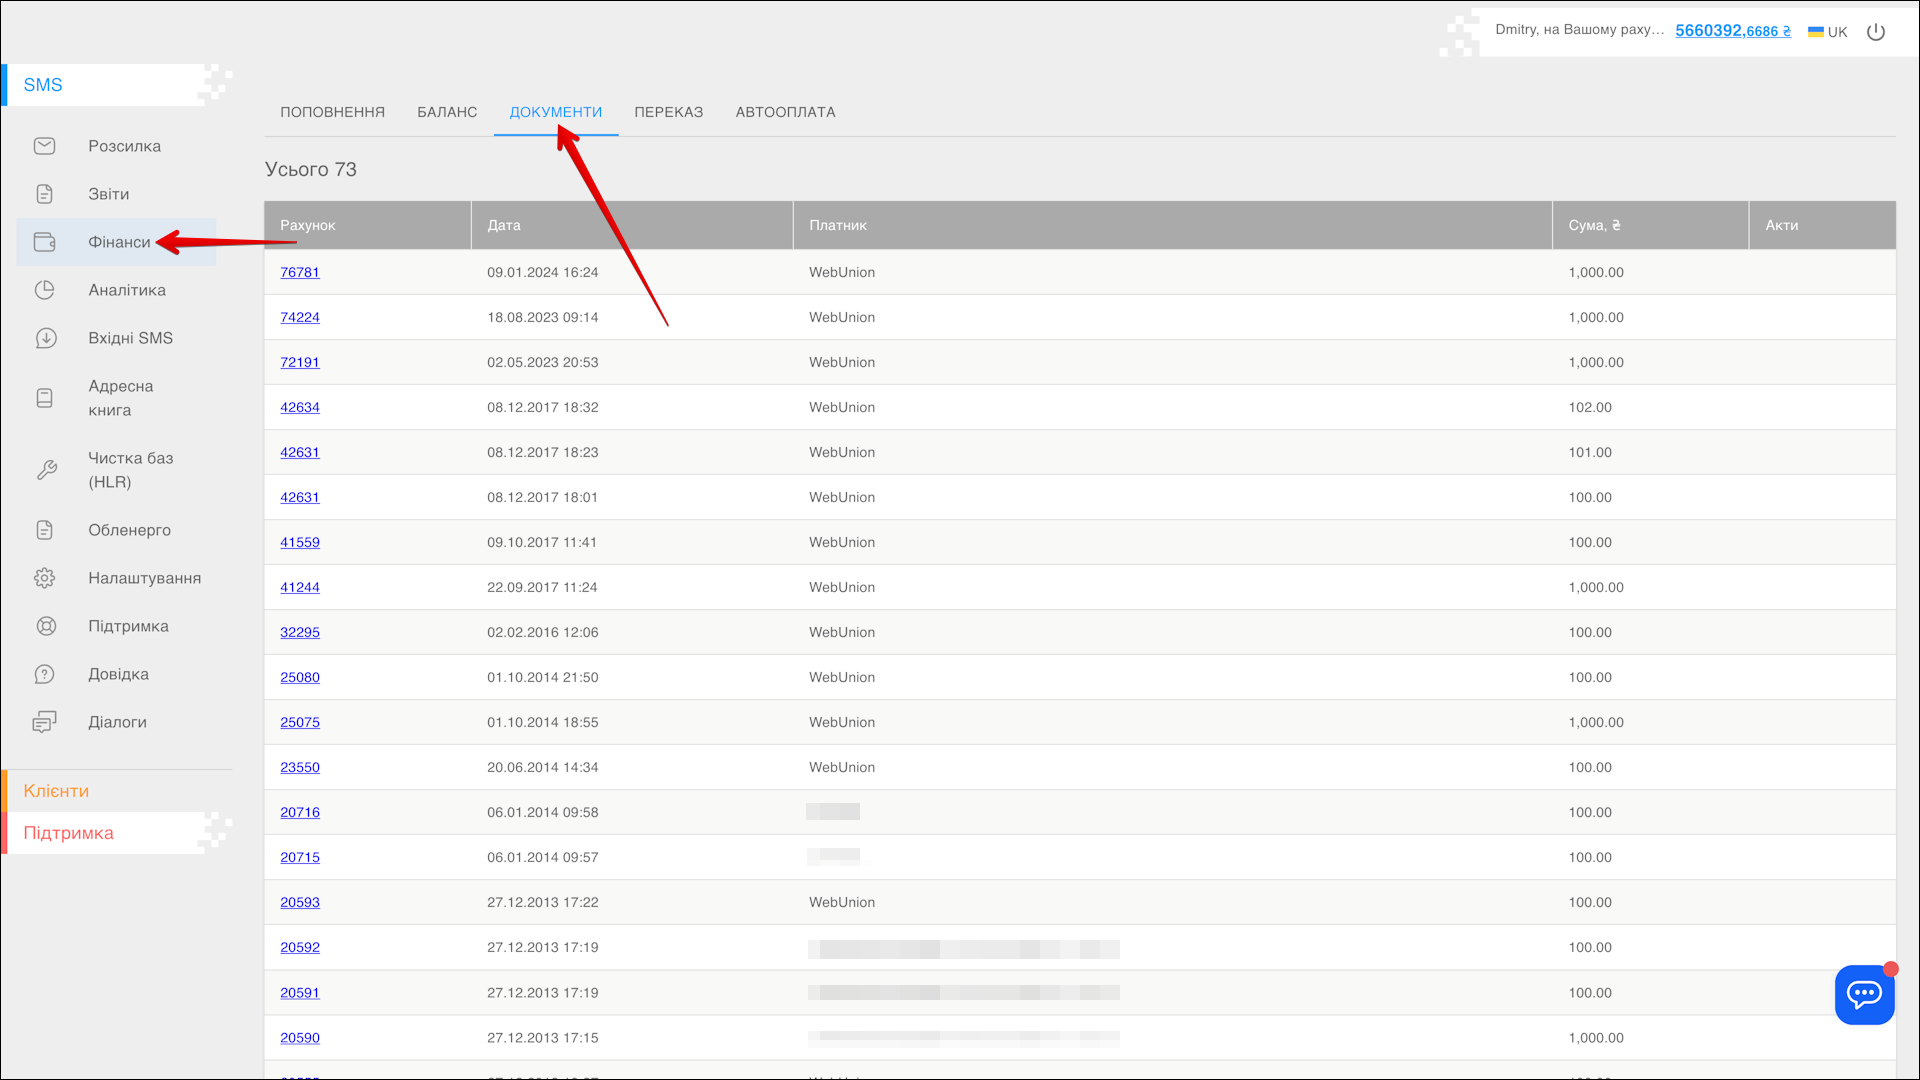 Dmitry, на Вашому раху... 5660392,6686 ₴ UK
SMS
Розсилка
Звіти
Фінанси
Аналітика
Вхідні SMS
Адресна
книга
Чистка баз
(HLR)
Обленерго
Налаштування
Підтримка
Довідка
Діалоги
Клієнти
Підтримка
ПОПОВНЕННЯ БАЛАНС ДОКУМЕНТИ ПЕРЕКАЗ АВТООПЛАТА
Усього 73
Рахунок Дата Платник Сума, ₴ Акти
76781 09.01.2024 16:24 WebUnion 1,000.00
74224 18.08.2023 09:14 WebUnion 1,000.00
72191 02.05.2023 20:53 WebUnion 1,000.00
42634 08.12.2017 18:32 WebUnion 102.00
42631 08.12.2017 18:23 WebUnion 101.00
42631 08.12.2017 18:01 WebUnion 100.00
41559 09.10.2017 11:41 WebUnion 100.00
41244 22.09.2017 11:24 WebUnion 1,000.00
32295 02.02.2016 12:06 WebUnion 100.00
25080 01.10.2014 21:50 WebUnion 100.00
25075 01.10.2014 18:55 WebUnion 1,000.00
23550 20.06.2014 14:34 WebUnion 100.00
20716 06.01.2014 09:58 100.00
20715 06.01.2014 09:57 100.00
20593 27.12.2013 17:22 WebUnion 100.00
20592 27.12.2013 17:19 100.00
20591 27.12.2013 17:19 100.00
20590 27.12.2013 17:15 1,000.00